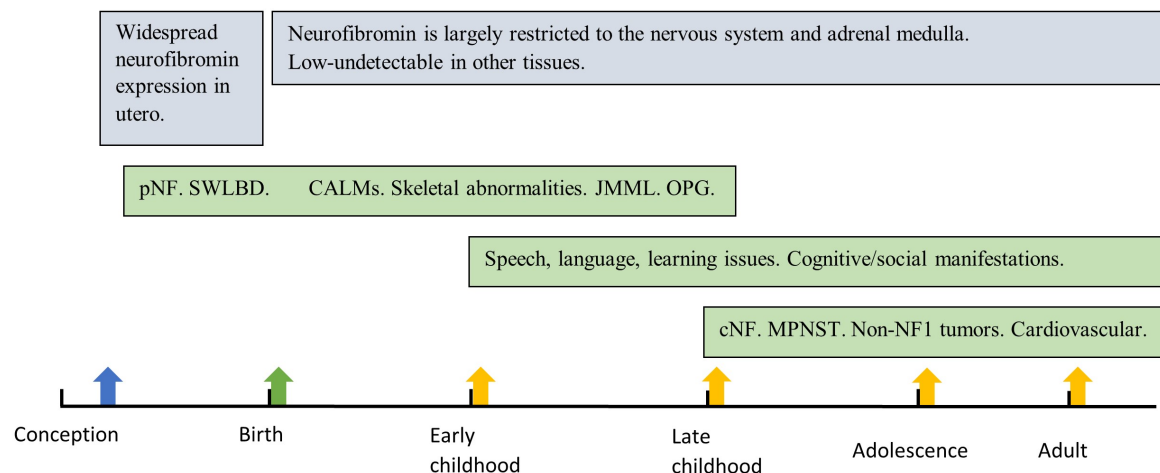 Widespread
neurofibromin
expression in
utero.
Neurofibromin is largely restricted to the nervous system and adrenal medulla.
Low-undetectable in other tissues.
pNF. SWLBD. CALMs. Skeletal abnormalities. JMML. OPG.
Speech, language, learning issues. Cognitive/social manifestations.
cNF. MPNST. Non-NF1 tumors. Cardiovascular.
Conception
Birth
Early
childhood
Late
childhood
Adolescence
Adult